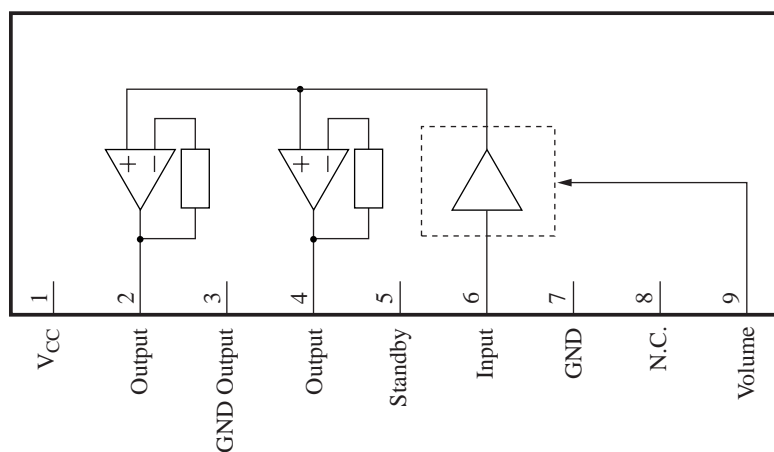 + −
+ −
1
2
3
4
5
6
7
8
9
VCC
Output
GND Output
Output
Standby
Input
GND
N.C.
Volume